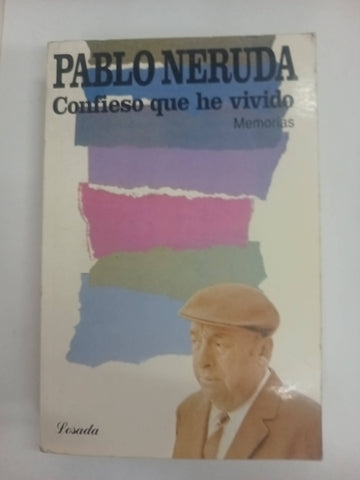 PABLO NERUDA
Confieso que he vivido
Memorias
Losada